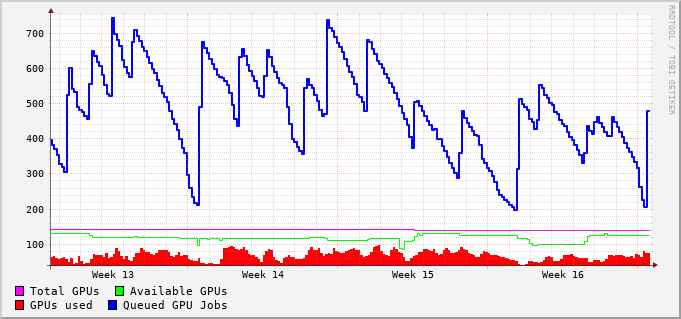 RRDTOOL / TOBI OETIKER
700
600
500
400
300
200
100
Week 13 Week 14 Week 15 Week 16
Total GPUs Available GPUs
GPUs used Queued GPU Jobs